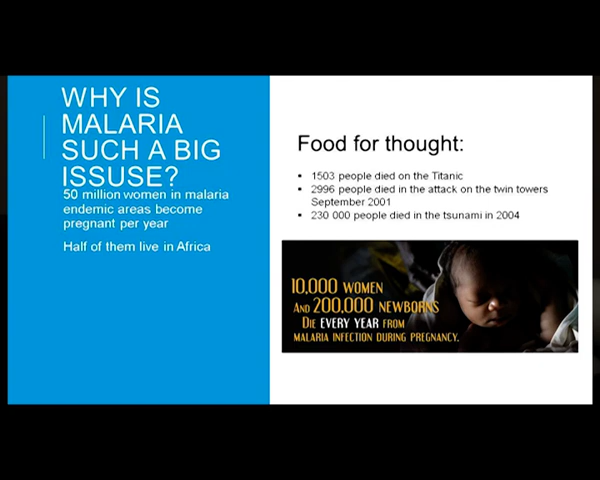 WHY IS
MALARIA
SUCH A BIG
ISSUSE?
50 million women in malaria
endemic areas become
pregnant per year
Half of them live in Africa
Food for thought:
▪ 1503 people died on the Titanic
▪ 2996 people died in the attack on the twin towers
September 2001
▪ 230 000 people died in the tsunami in 2004
10,000 WOMEN
AND 200,000 NEWBORNS
DIE EVERY YEAR FROM
MALARIA INFECTION DURING PREGNANCY.